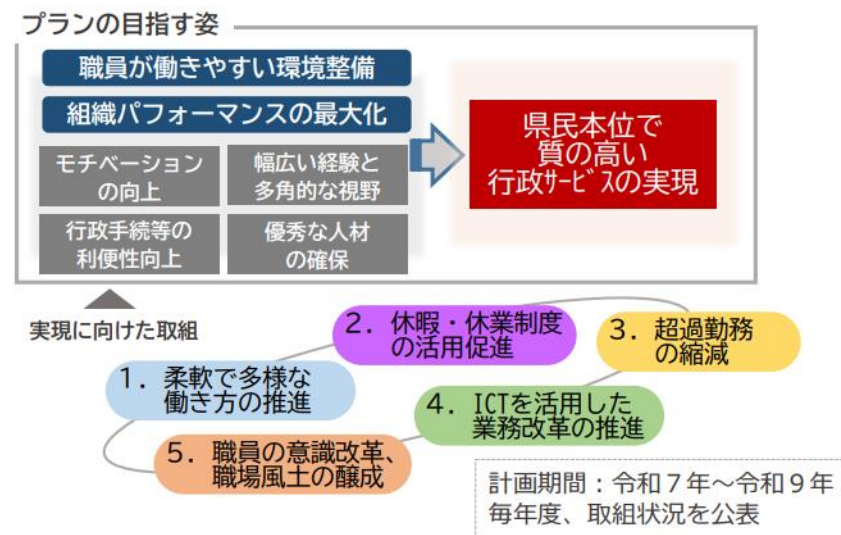 プランの目指す姿
職員が働きやすい環境整備
組織パフォーマンスの最大化
モチベーション
の向上
幅広い経験と
多角的な視野
行政手続等の
利便性向上
優秀な人材
の確保
県民本位で
質の高い
行政ｻｰﾋﾞｽの実現
実現に向けた取組
1．柔軟で多様な
働き方の推進
2．休暇・休業制度
の活用促進
3．超過勤務
の縮減
4．ICTを活用した
業務改革の推進
5．職員の意識改革、
職場風土の醸成
計画期間：令和７年～令和９年
毎年度、取組状況を公表